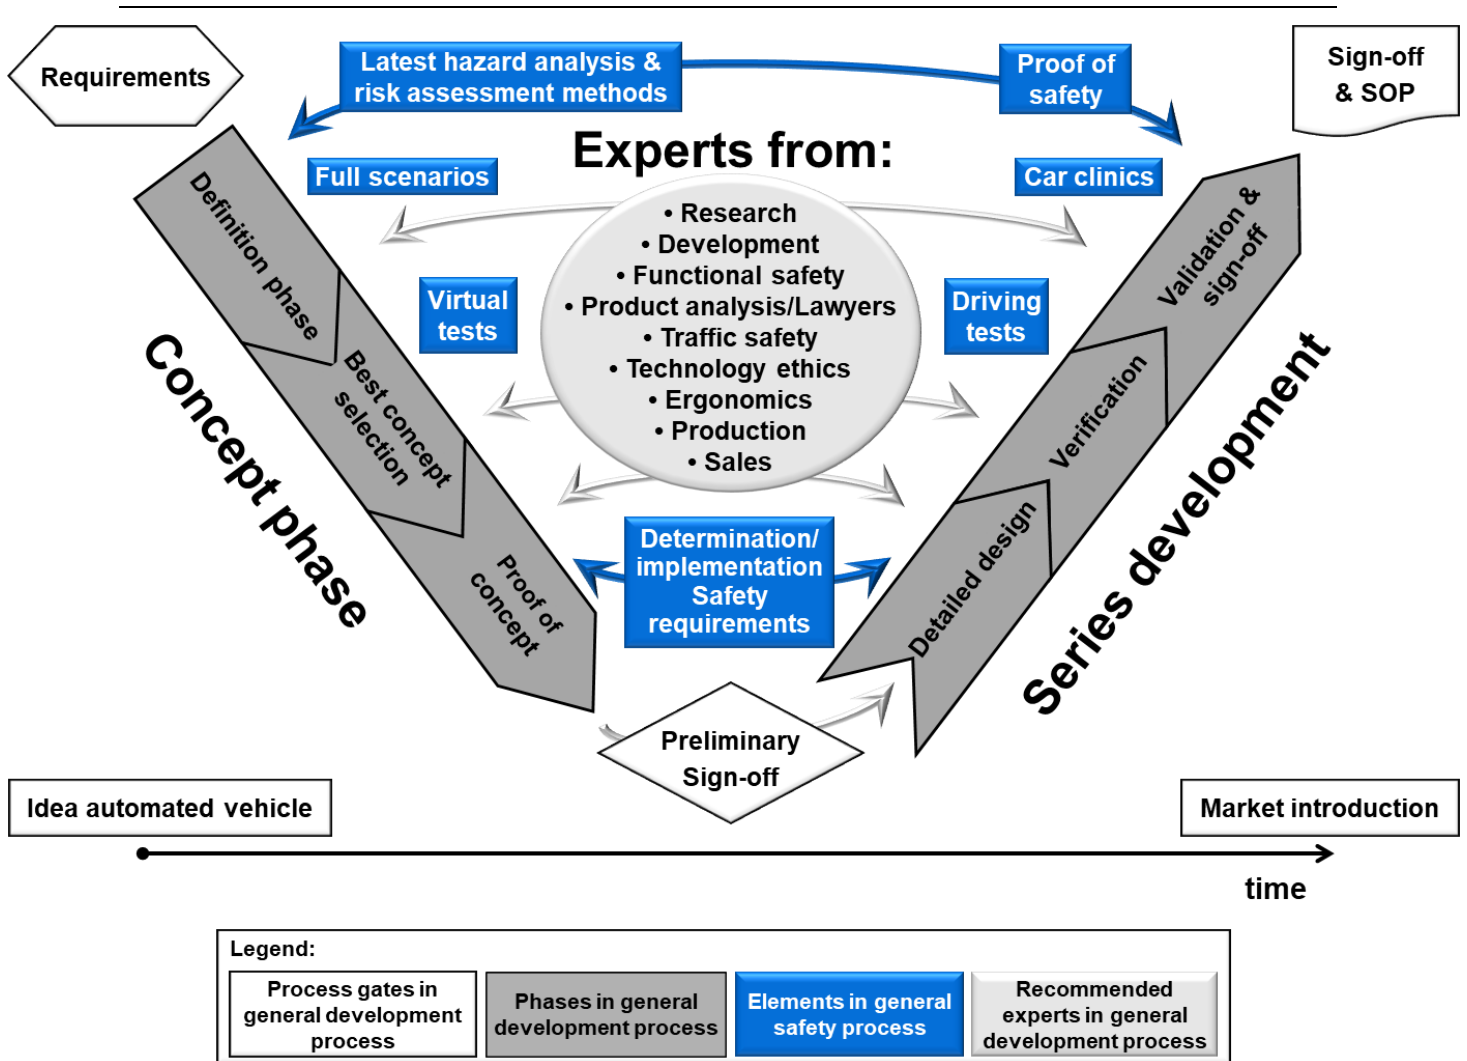 Requirements
Latest hazard analysis &
risk assessment methods
Proof of
safety
Sign-off
& SOP
Experts from:
Full scenarios
Car clinics
• Research
• Development
• Functional safety
• Product analysis/Lawyers
• Traffic safety
• Technology ethics
• Ergonomics
• Production
• Sales
Virtual
tests
Driving
tests
Definition phase
Best concept
selection
Proof of
concept
Concept phase
Determination/
implementation
Safety
requirements
Validation &
sign-off
Verification
Detailed design
Series development
Preliminary
Sign-off
Idea automated vehicle
Market introduction
time
Legend:
Process gates in
general development
process
Phases in general
development process
Elements in general
safety process
Recommended
experts in general
development process